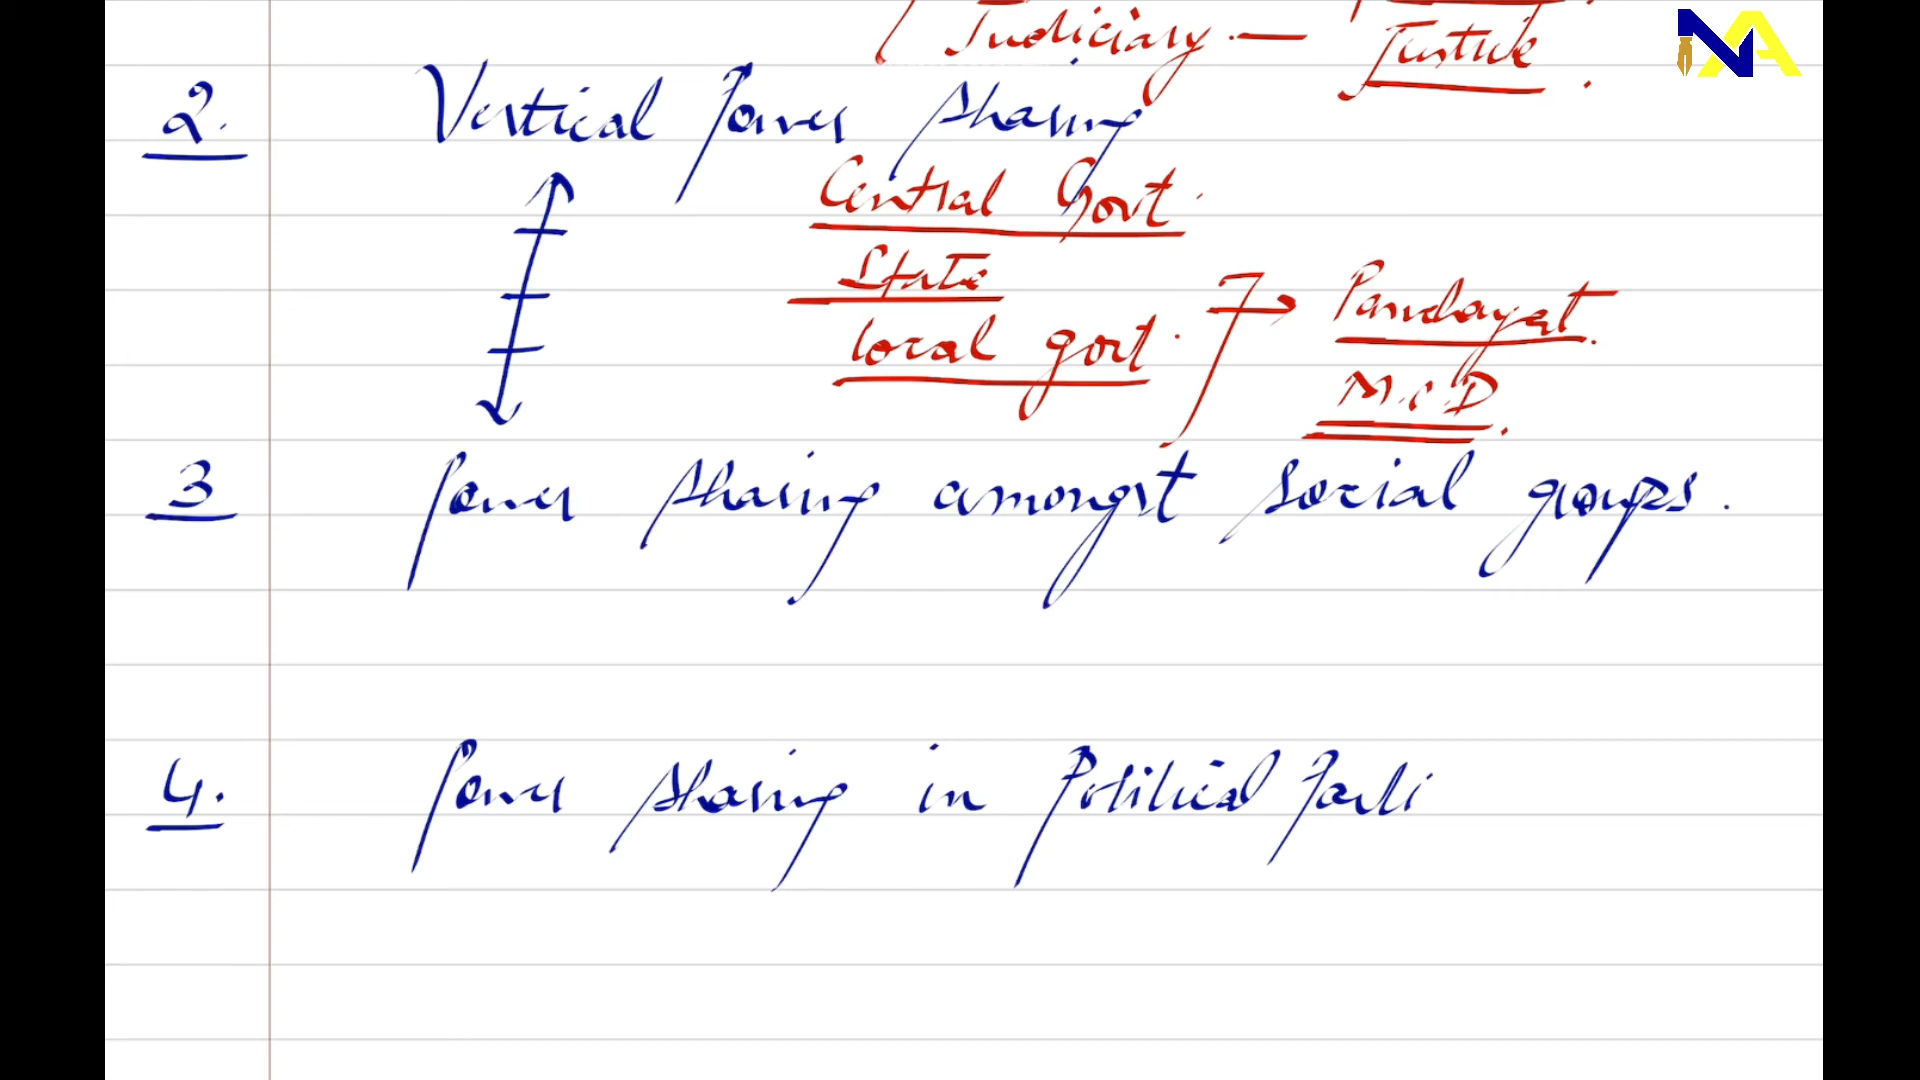 Judiciary - Justice.
2. Vertical Power Sharing
Central Govt.
State
local govt. → Panchayat.
M.C.D.
3 Power Sharing amongst social groups.
4. Power Sharing in Political Parti
NA